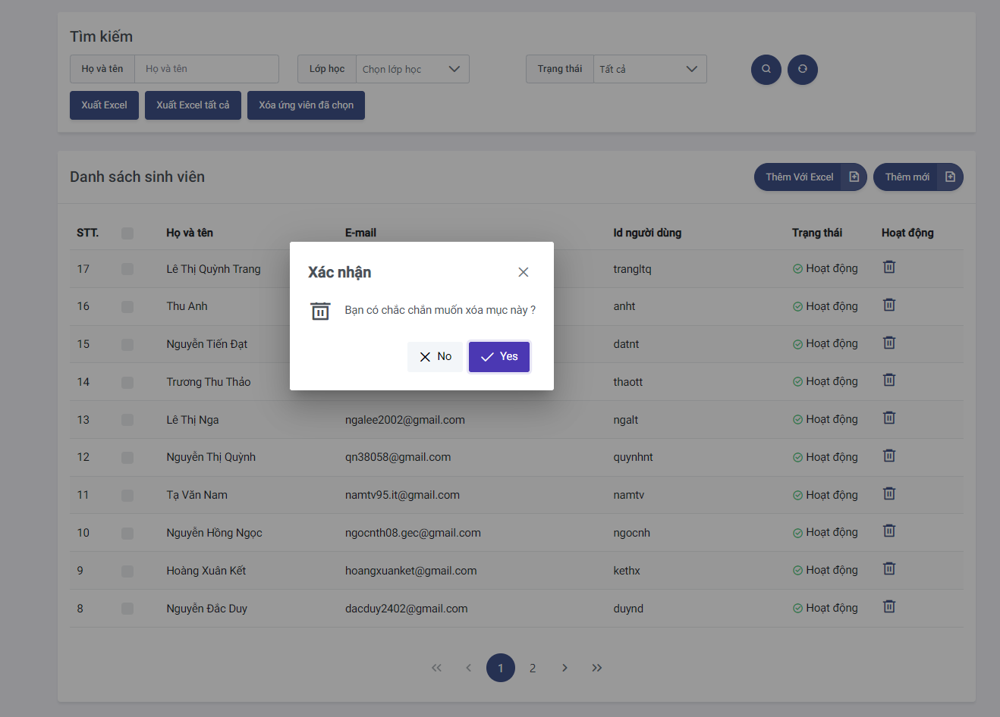 Tìm kiếm
Họ và tên Họ và tên Lớp học Chọn lớp học Trạng thái Tất cả
Xuất Excel Xuất Excel tất cả Xóa ứng viên đã chọn
Danh sách sinh viên Thêm Với Excel Thêm mới
STT. Họ và tên E-mail Id người dùng Trạng thái Hoạt động
17 Lê Thị Quỳnh Trang trangltq Hoạt động
16 Thu Anh anht Hoạt động
15 Nguyễn Tiến Đạt datnt Hoạt động
14 Trương Thu Thảo thaott Hoạt động
13 Lê Thị Nga ngalee2002@gmail.com ngalt Hoạt động
12 Nguyễn Thị Quỳnh qn38058@gmail.com quynhnt Hoạt động
11 Tạ Văn Nam namtv95.it@gmail.com namtv Hoạt động
10 Nguyễn Hồng Ngọc ngocnth08.gec@gmail.com ngocnh Hoạt động
9 Hoàng Xuân Kết hoangxuanket@gmail.com kethx Hoạt động
8 Nguyễn Đắc Duy dacduy2402@gmail.com duynd Hoạt động
1 2
Xác nhận
Bạn có chắc chắn muốn xóa mục này ?
No Yes